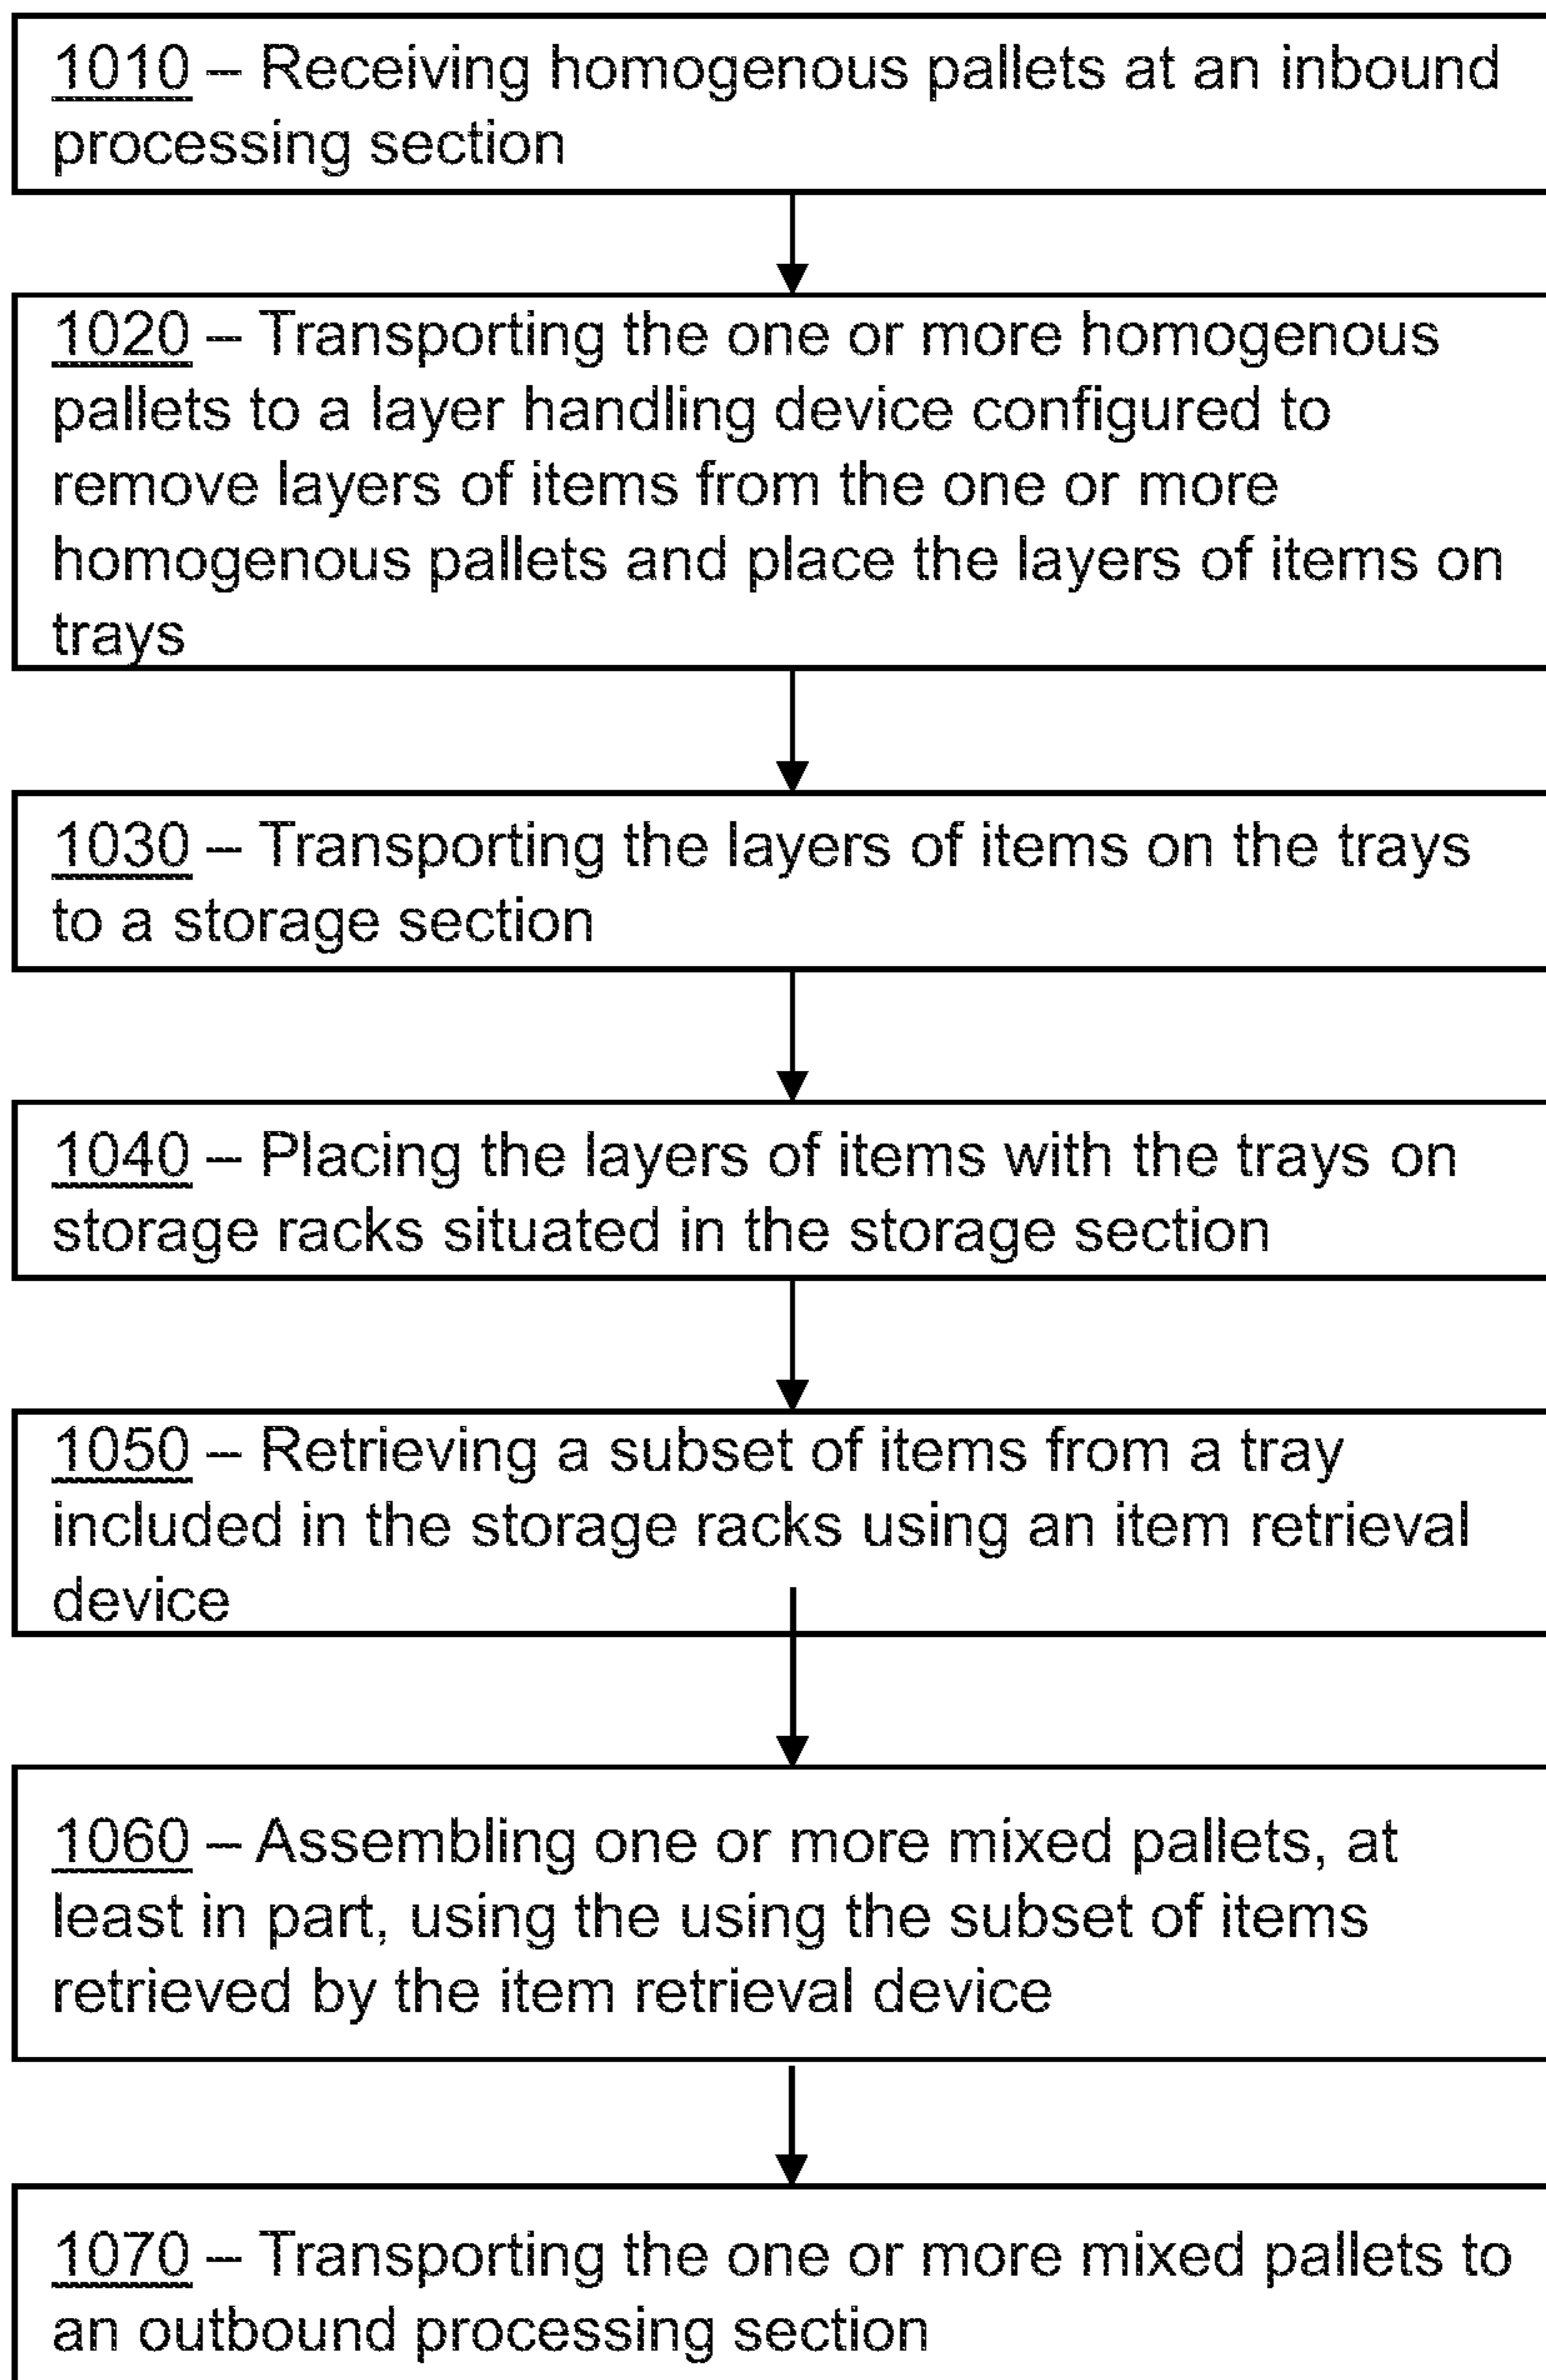 1010 – Receiving homogenous pallets at an inbound
processing section
1020 – Transporting the one or more homogenous
pallets to a layer handling device configured to
remove layers of items from the one or more
homogenous pallets and place the layers of items on
trays
1030 – Transporting the layers of items on the trays
to a storage section
1040 – Placing the layers of items with the trays on
storage racks situated in the storage section
1050 – Retrieving a subset of items from a tray
included in the storage racks using an item retrieval
device
1060 – Assembling one or more mixed pallets, at
least in part, using the using the subset of items
retrieved by the item retrieval device
1070 – Transporting the one or more mixed pallets to
an outbound processing section